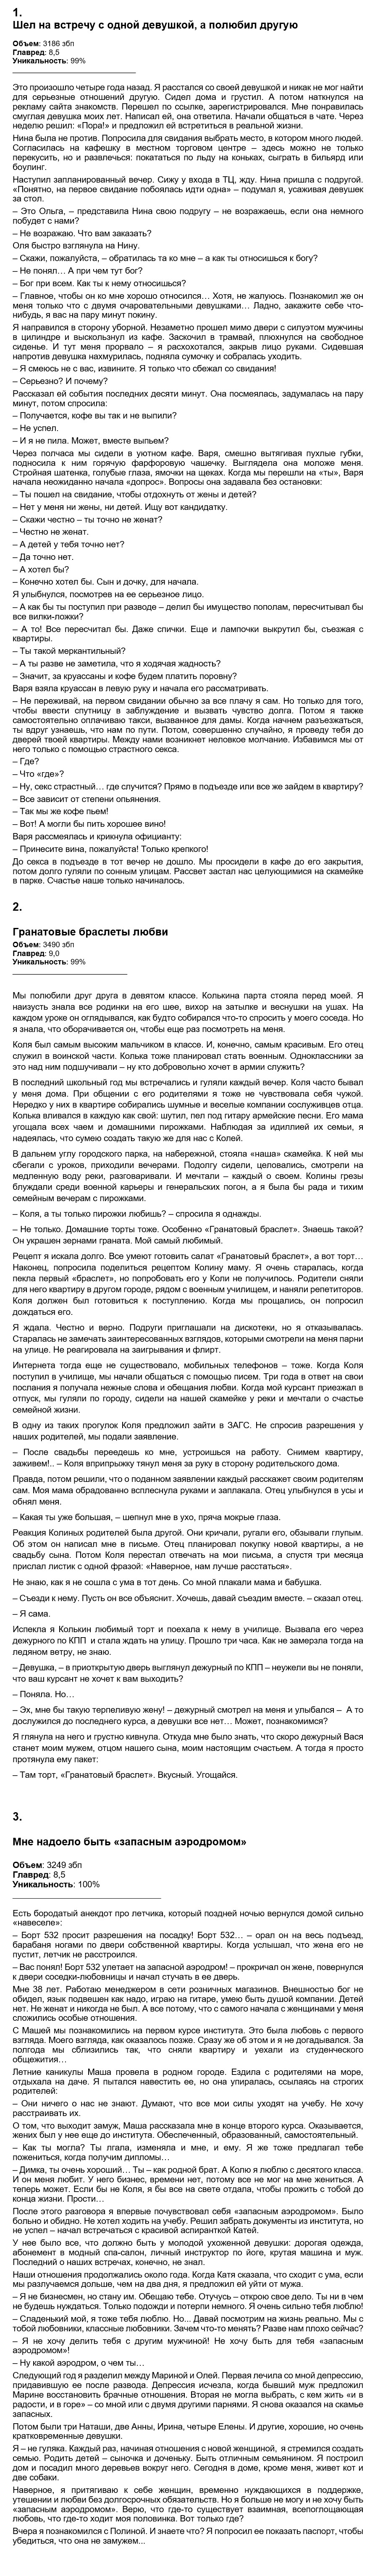 1.
Шел на встречу с одной девушкой, а полюбил другую
Объем: 3186 збп
Главред: 8,5
Уникальность: 99%
Это произошло четыре года назад. Я расстался со своей девушкой и никак не мог найти
для серьезные отношений другую. Сидел дома и грустил. А потом наткнулся на
рекламу сайта знакомств. Перешел по ссылке, зарегистрировался. Мне понравилась
смуглая девушка моих лет. Написал ей, она ответила. Начали общаться в чате. Через
неделю решил: «Пора!» и предложил ей встретиться в реальной жизни.
Нина была не против. Попросила для свидания выбрать место, в котором много людей.
Согласилась на кафешку в местном торговом центре – здесь можно не только
перекусить, но и развлечься: покататься по льду на коньках, сыграть в бильярд или
боулинг.
Наступил запланированный вечер. Сижу у входа в ТЦ, жду. Нина пришла с подругой.
«Понятно, на первое свидание побоялась идти одна» – подумал я, усаживая девушек
за стол.
– Это Ольга, – представила Нина свою подругу – не возражаешь, если она немного
побудет с нами?
– Не возражаю. Что вам заказать?
Оля быстро взглянула на Нину.
– Скажи, пожалуйста, – обратилась та ко мне – а как ты относишься к богу?
– Не понял… А при чем тут бог?
– Бог при всем. Как ты к нему относишься?
– Главное, чтобы он ко мне хорошо относился… Хотя, не жалуюсь. Познакомил же он
меня только что с двумя очаровательными девушками… Ладно, закажите себе что-
нибудь, я вас на пару минут покину.
Я направился в сторону уборной. Незаметно прошел мимо двери с силуэтом мужчины
в цилиндре и выскользнул из кафе. Заскочил в трамвай, плюхнулся на свободное
сиденье. И тут меня прорвало – я расхохотался, закрыв лицо руками. Сидевшая
напротив девушка нахмурилась, подняла сумочку и собралась уходить.
– Я смеюсь не с вас, извините. Я только что сбежал со свидания!
– Серьезно? И почему?
Рассказал ей события последних десяти минут. Она посмеялась, задумалась на пару
минут, потом спросила:
– Получается, кофе вы так и не выпили?
– Не успел.
– И я не пила. Может, вместе выпьем?
Через полчаса мы сидели в уютном кафе. Варя, смешно вытягивая пухлые губки,
подносила к ним горячую фарфоровую чашечку. Выглядела она моложе меня.
Стройная шатенка, голубые глаза, ямочки на щеках. Когда мы перешли на «ты», Варя
начала неожиданно начала «допрос». Вопросы она задавала без остановки:
– Ты пошел на свидание, чтобы отдохнуть от жены и детей?
– Нет у меня ни жены, ни детей. Ищу вот кандидатку.
– Скажи честно – ты точно не женат?
– Честно не женат.
– А детей у тебя точно нет?
– Да точно нет.
– А хотел бы?
– Конечно хотел бы. Сын и дочку, для начала.
Я улыбнулся, посмотрев на ее серьезное лицо.
– А как бы ты поступил при разводе – делил бы имущество пополам, пересчитывал бы
все вилки-ложки?
– А то! Все пересчитал бы. Даже спички. Еще и лампочки выкрутил бы, съезжая с
квартиры.
– Ты такой меркантильный?
– А ты разве не заметила, что я ходячая жадность?
– Значит, за круассаны и кофе будем платить поровну?
Варя взяла круассан в левую руку и начала его рассматривать.
– Не переживай, на первом свидании обычно за все плачу я сам. Но только для того,
чтобы ввести спутницу в заблуждение и вызвать чувство долга. Потом я также
самостоятельно оплачиваю такси, вызванное для дамы. Когда начнем разъезжаться,
ты вдруг узнаешь, что нам по пути. Потом, совершенно случайно, я проведу тебя до
дверей твоей квартиры. Между нами возникнет неловкое молчание. Избавимся мы от
него только с помощью страстного секса.
– Где?
– Что «где»?
– Ну, секс страстный… где случится? Прямо в подъезде или все же зайдем в квартиру?
– Все зависит от степени опьянения.
– Так мы же кофе пьем!
– Вот! А могли бы пить хорошее вино!
Варя рассмеялась и крикнула официанту:
– Принесите вина, пожалуйста! Только крепкого!
До секса в подъезде в тот вечер не дошло. Мы просидели в кафе до его закрытия,
потом долго гуляли по сонным улицам. Рассвет застал нас целующимися на скамейке
в парке. Счастье наше только начиналось.
2.
Гранатовые браслеты любви
Объем: 3490 збп
Главред: 9,0
Уникальность: 99%
Мы полюбили друг друга в девятом классе. Колькина парта стояла перед моей. Я
наизусть знала все родинки на его шее, вихор на затылке и веснушки на ушах. На
каждом уроке он оглядывался, как будто собирался что-то спросить у моего соседа. Но
я знала, что оборачивается он, чтобы еще раз посмотреть на меня.
Коля был самым высоким мальчиком в классе. И, конечно, самым красивым. Его отец
служил в воинской части. Колька тоже планировал стать военным. Одноклассники за
это над ним подшучивали – ну кто добровольно хочет в армии служить?
В последний школьный год мы встречались и гуляли каждый вечер. Коля часто бывал
у меня дома. При общении с его родителями я тоже не чувствовала себя чужой.
Нередко у них в квартире собирались шумные и веселые компании сослуживцев отца.
Колька вливался в каждую как свой: шутил, пел под гитару армейские песни. Его мама
угощала всех чаем и домашними пирожками. Наблюдая за идиллией их семьи, я
надеялась, что сумею создать такую же для нас с Колей.
В дальнем углу городского парка, на набережной, стояла «наша» скамейка. К ней мы
сбегали с уроков, приходили вечерами. Подолгу сидели, целовались, смотрели на
медленную воду реки, разговаривали. И мечтали – каждый о своем. Колины грезы
блуждали среди военной карьеры и генеральских погон, а я была бы рада и тихим
семейным вечерам с пирожками.
– Коля, а ты только пирожки любишь? – спросила я однажды.
– Не только. Домашние торты тоже. Особенно «Гранатовый браслет». Знаешь такой?
Он украшен зернами граната. Мой самый любимый.
Рецепт я искала долго. Все умеют готовить салат «Гранатовый браслет», а вот торт…
Наконец, попросила поделиться рецептом Колину маму. Я очень старалась, когда
пекла первый «браслет», но попробовать его у Коли не получилось. Родители сняли
для него квартиру в другом городе, рядом с военным училищем, и наняли репетиторов.
Коля должен был готовиться к поступлению. Когда мы прощались, он попросил
дождаться его.
Я ждала. Честно и верно. Подруги приглашали на дискотеки, но я отказывалась.
Старалась не замечать заинтересованных взглядов, которыми смотрели на меня парни
на улице. Не реагировала на заигрывания и флирт.
Интернета тогда еще не существовало, мобильных телефонов – тоже. Когда Коля
поступил в училище, мы начали общаться с помощью писем. Три года в ответ на свои
послания я получала нежные слова и обещания любви. Когда мой курсант приезжал в
отпуск, мы гуляли по городу, сидели на нашей скамейке у реки и мечтали о счастье
семейной жизни.
В одну из таких прогулок Коля предложил зайти в ЗАГС. Не спросив разрешения у
наших родителей, мы подали заявление.
– После свадьбы переедешь ко мне, устроишься на работу. Снимем квартиру,
заживем!.. – Коля вприпрыжку тянул меня за руку в сторону родительского дома.
Правда, потом решили, что о поданном заявлении каждый расскажет своим родителям
сам. Моя мама обрадованно всплеснула руками и заплакала. Отец улыбнулся в усы и
обнял меня.
– Какая ты уже большая, – шепнул мне в ухо, пряча мокрые глаза.
Реакция Колиных родителей была другой. Они кричали, ругали его, обзывали глупым.
Об этом он написал мне в письме. Отец планировал покупку новой квартиры, а не
свадьбу сына. Потом Коля перестал отвечать на мои письма, а спустя три месяца
прислал листик с одной фразой: «Наверное, нам лучше расстаться».
Не знаю, как я не сошла с ума в тот день. Со мной плакали мама и бабушка.
– Съезди к нему. Пусть он все объяснит. Хочешь, давай съездим вместе. – сказал отец.
– Я сама.
Испекла я Колькин любимый торт и поехала к нему в училище. Вызвала его через
дежурного по КПП и стала ждать на улицу. Прошло три часа. Как не замерзла тогда на
ледяном ветру, не знаю.
– Девушка, – в приоткрытую дверь выглянул дежурный по КПП – неужели вы не поняли,
что ваш курсант не хочет к вам выходить?
– Поняла. Но…
– Эх, мне бы такую терпеливую жену! – дежурный смотрел на меня и улыбался – А то
дослужился до последнего курса, а девушки все нет… Может, познакомимся?
Я глянула на него и грустно кивнула. Откуда мне было знать, что скоро дежурный Вася
станет моим мужем, отцом нашего сына, моим настоящим счастьем. А тогда я просто
протянула ему пакет:
– Там торт, «Гранатовый браслет». Вкусный. Угощайся.
3.
Мне надоело быть «запасным аэродромом»
Объем: 3249 збп
Главред: 8,5
Уникальность: 100%
Есть бородатый анекдот про летчика, который поздней ночью вернулся домой сильно
«навеселе»:
– Борт 532 просит разрешения на посадку! Борт 532… – орал он на весь подъезд,
барабаня ногами по двери собственной квартиры. Когда услышал, что жена его не
пустит, летчик не расстроился.
– Вас понял! Борт 532 улетает на запасной аэродром! – прокричал он жене, повернулся
к двери соседки-любовницы и начал стучать в ее дверь.
Мне 38 лет. Работаю менеджером в сети розничных магазинов. Внешностью бог не
обидел, язык подвешен как надо, играю на гитаре, умею быть душой компании. Детей
нет. Не женат и никогда не был. А все потому, что с самого начала с женщинами у меня
сложились особые отношения.
С Машей мы познакомились на первом курсе института. Это была любовь с первого
взгляда. Моего взгляда, как оказалось позже. Сразу же об этом я не догадывался. За
полгода мы сблизились так, что сняли квартиру и уехали из студенческого
общежития…
Летние каникулы Маша провела в родном городе. Ездила с родителями на море,
отдыхала на даче. Я пытался навестить ее, но она упиралась, ссылаясь на строгих
родителей:
– Они ничего о нас не знают. Думают, что все мои силы уходят на учебу. Не хочу
расстраивать их.
О том, что выходит замуж, Маша рассказала мне в конце второго курса. Оказывается,
жених был у нее еще до института. Обеспеченный, образованный, самостоятельный.
– Как ты могла? Ты лгала, изменяла и мне, и ему. Я же тоже предлагал тебе
пожениться, когда получим дипломы…
– Димка, ты очень хороший… Ты – как родной брат. А Колю я люблю с десятого класса.
И он меня любит. У него бизнес, времени нет, потому все не мог на мне жениться. А
теперь может. Если бы не Коля, я бы все на свете отдала, чтобы прожить с тобой до
конца жизни. Прости…
После этого разговора я впервые почувствовал себя «запасным аэродромом». Было
больно и обидно. Не хотел ходить на учебу. Решил забрать документы из института, но
не успел – начал встречаться с красивой аспиранткой Катей.
У нее было все, что должно быть у молодой ухоженной девушки: дорогая одежда,
абонемент в модный спа-салон, личный инструктор по йоге, крутая машина и муж.
Последний о наших встречах, конечно, не знал.
Наши отношения продолжались около года. Когда Катя сказала, что сходит с ума, если
мы разлучаемся дольше, чем на два дня, я предложил ей уйти от мужа.
– Я не бизнесмен, но стану им. Обещаю тебе. Отучусь – открою свое дело. Ты ни в чем
не будешь нуждаться. Только подожди и потерпи немного. Я очень сильно тебя люблю!
– Сладенький мой, я тоже тебя люблю. Но... Давай посмотрим на жизнь реально. Мы с
тобой любовники, классные любовники. Зачем что-то менять? Разве нам плохо сейчас?
– Я не хочу делить тебя с другим мужчиной! Не хочу быть для тебя «запасным
аэродромом»!
– Ну какой аэродром, о чем ты…
Следующий год я разделил между Мариной и Олей. Первая лечила со мной депрессию,
придавившую ее после развода. Депрессия исчезла, когда бывший муж предложил
Марине восстановить брачные отношения. Вторая не могла выбрать, с кем жить «и в
радости, и в горе» – со мной или с двумя другими парнями. Я снова оказался на скамье
запасных.
Потом были три Наташи, две Анны, Ирина, четыре Елены. И другие, хорошие, но очень
кратковременные девушки.
Я – не гуляка. Каждый раз, начиная отношения с новой женщиной, я стремился создать
семью. Родить детей – сыночка и доченьку. Быть отличным семьянином. Я построил
дом и посадил много деревьев вокруг него. Сегодня в доме, кроме меня, живет кот и
две собаки.
Наверное, я притягиваю к себе женщин, временно нуждающихся в поддержке,
утешении и любви без долгосрочных обязательств. Но я больше не могу и не хочу быть
«запасным аэродромом». Верю, что где-то существует взаимная, всепоглощающая
любовь, что где-то ходит моя половинка. Вот только где?
Вчера я познакомился с Полиной. И знаете что? Я попросил ее показать паспорт, чтобы
убедиться, что она не замужем...